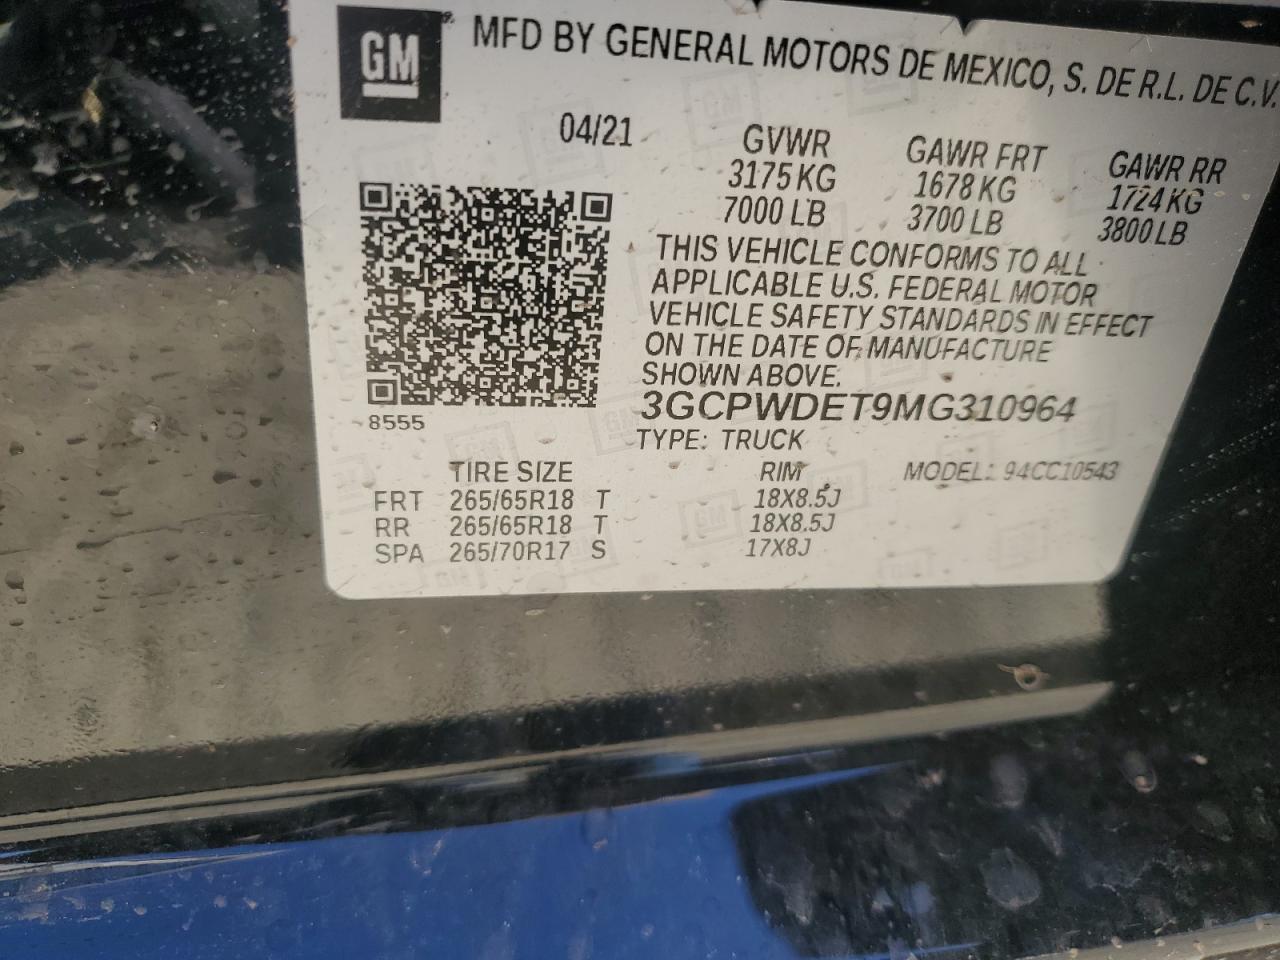 GM
MFD BY GENERAL MOTORS DE MEXICO, S. DE R.L. DE C.V.
04/21 GVWR GAWR FRT GAWR RR
3175 KG 1678 KG 1724 KG
7000 LB 3700 LB 3800 LB
THIS VEHICLE CONFORMS TO ALL
APPLICABLE U.S. FEDERAL MOTOR
VEHICLE SAFETY STANDARDS IN EFFECT
ON THE DATE OF MANUFACTURE
SHOWN ABOVE.
3GCPWDET9MG310964
8555
TYPE: TRUCK
TIRE SIZE RIM MODEL: 94CC10543
FRT 265/65R18 T 18X8.5J
RR 265/65R18 T 18X8.5J
SPA 265/70R17 S 17X8J